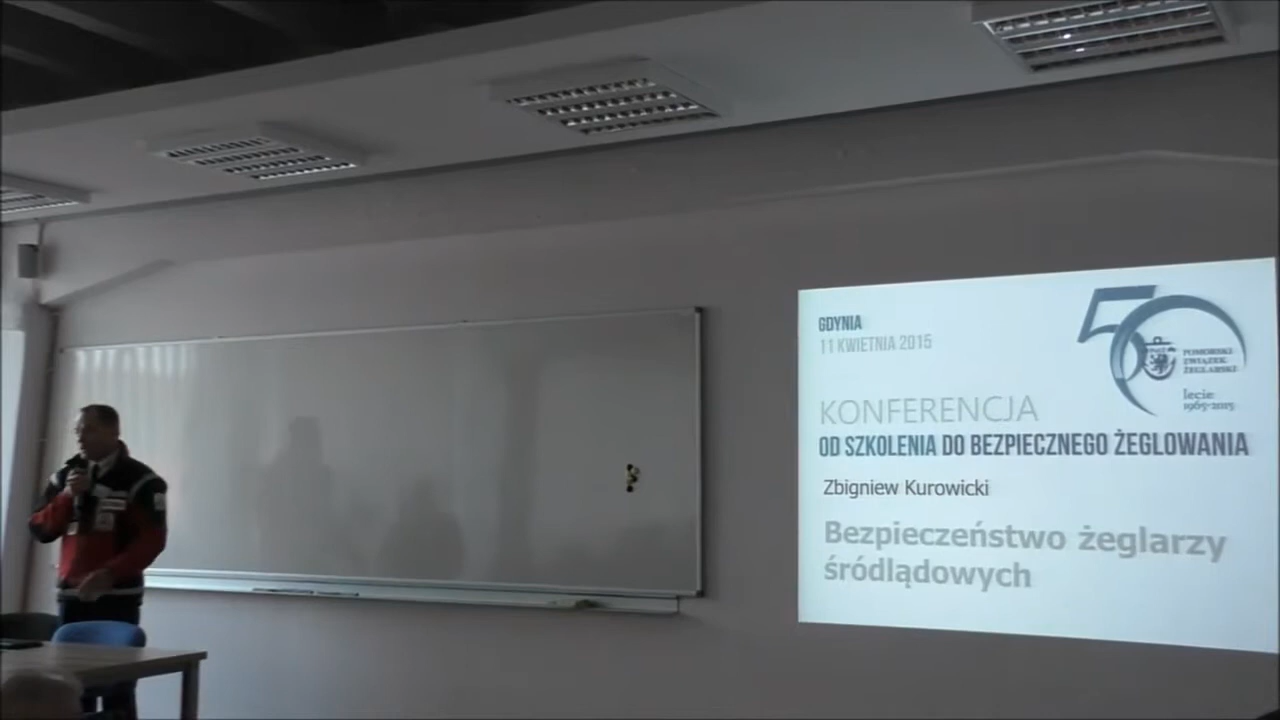 GDYNIA
11 KWIETNIA 2015
50
POMORSKI
ZWIĄZEK
ŻEGLARSKI
lecie
1965-2015
KONFERENCJA
OD SZKOLENIA DO BEZPIECZNEGO ŻEGLOWANIA
Zbigniew Kurowicki
Bezpieczeństwo żeglarzy
śródlądowych